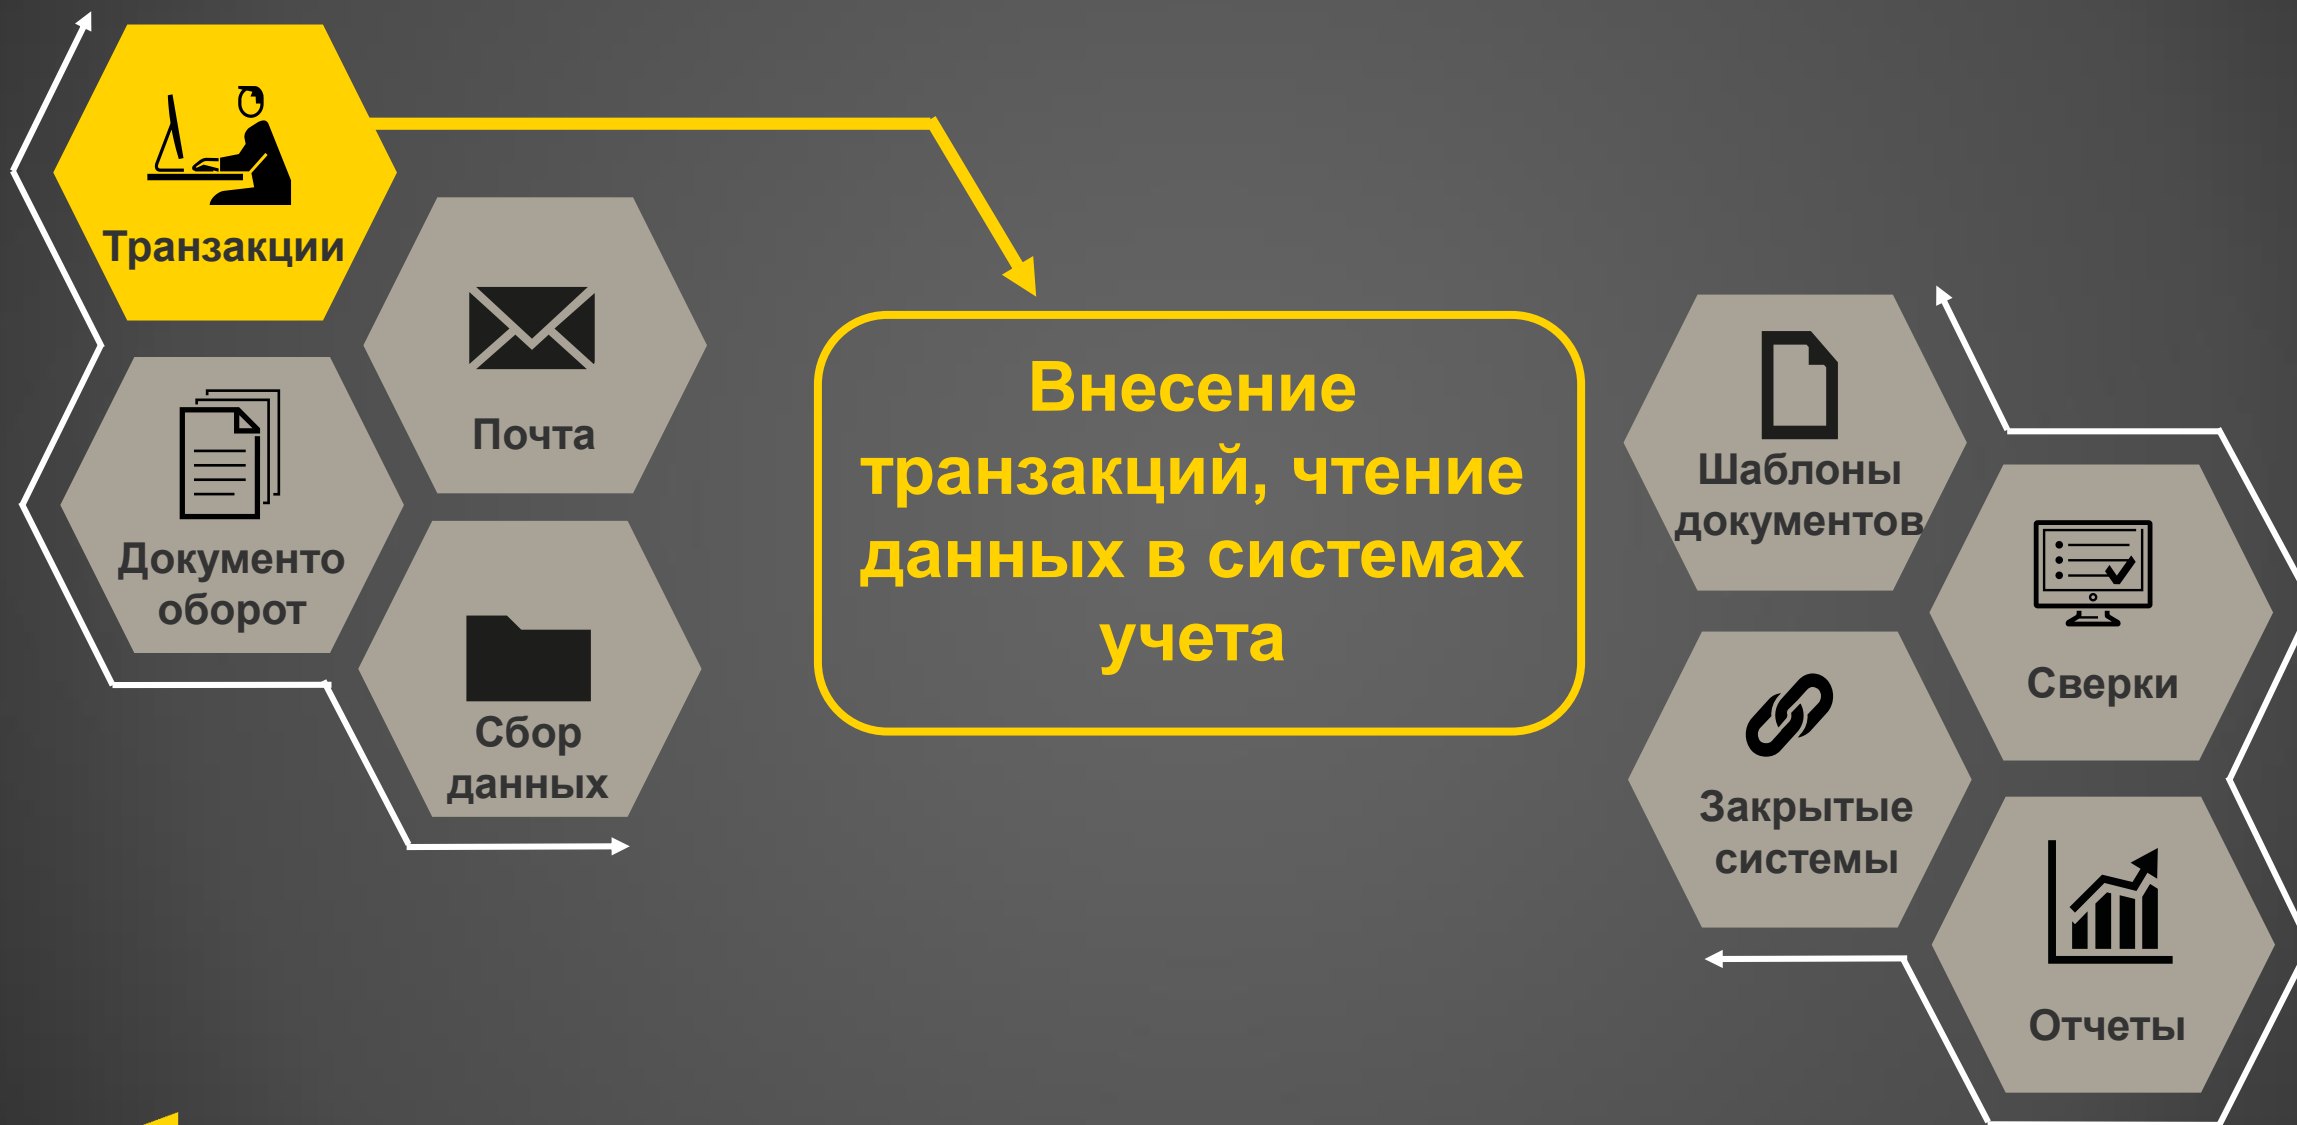 Транзакции
Почта
Документо
оборот
Сбор
данных
Внесение
транзакций, чтение
данных в системах
учета
Шаблоны
документов
Сверки
Закрытые
системы
Отчеты